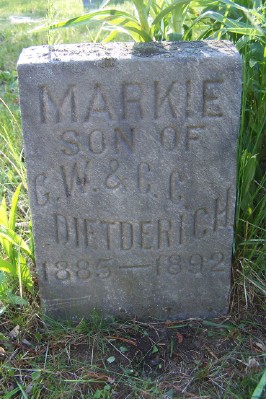 MARKIE
SON OF
G.W. & C.C.
DIETDERICH
1885—1892